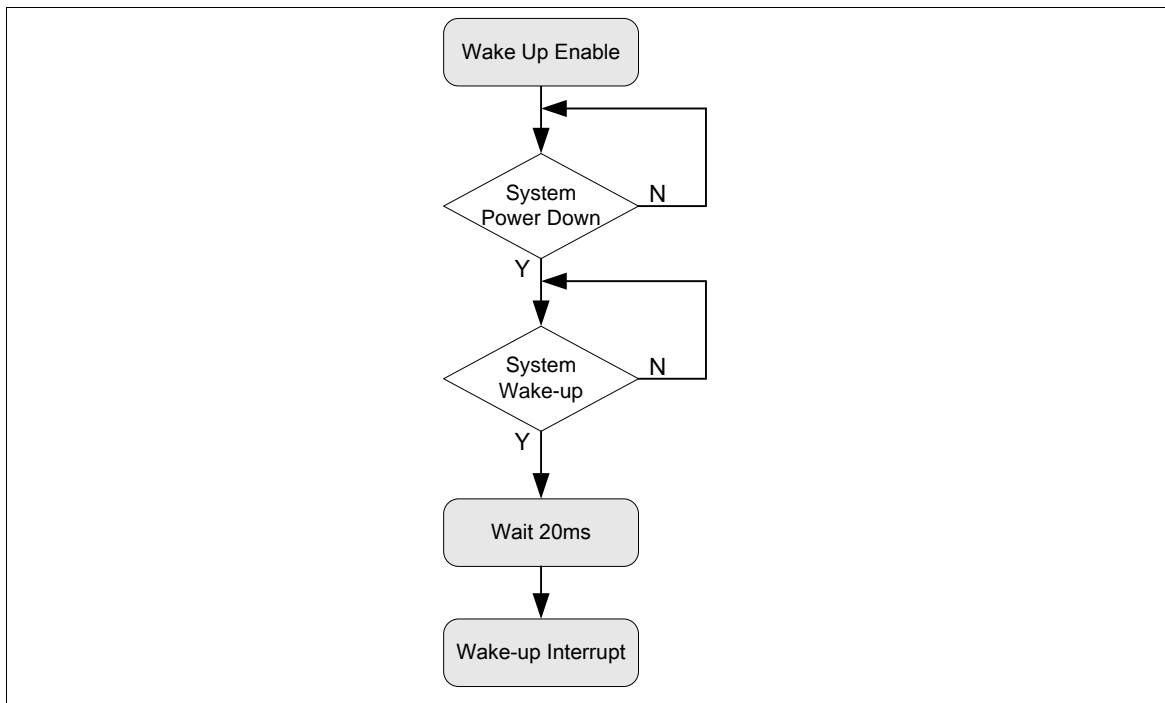 Wake Up Enable
System
Power Down
N
Y
System
Wake-up
N
Y
Wait 20ms
Wake-up Interrupt